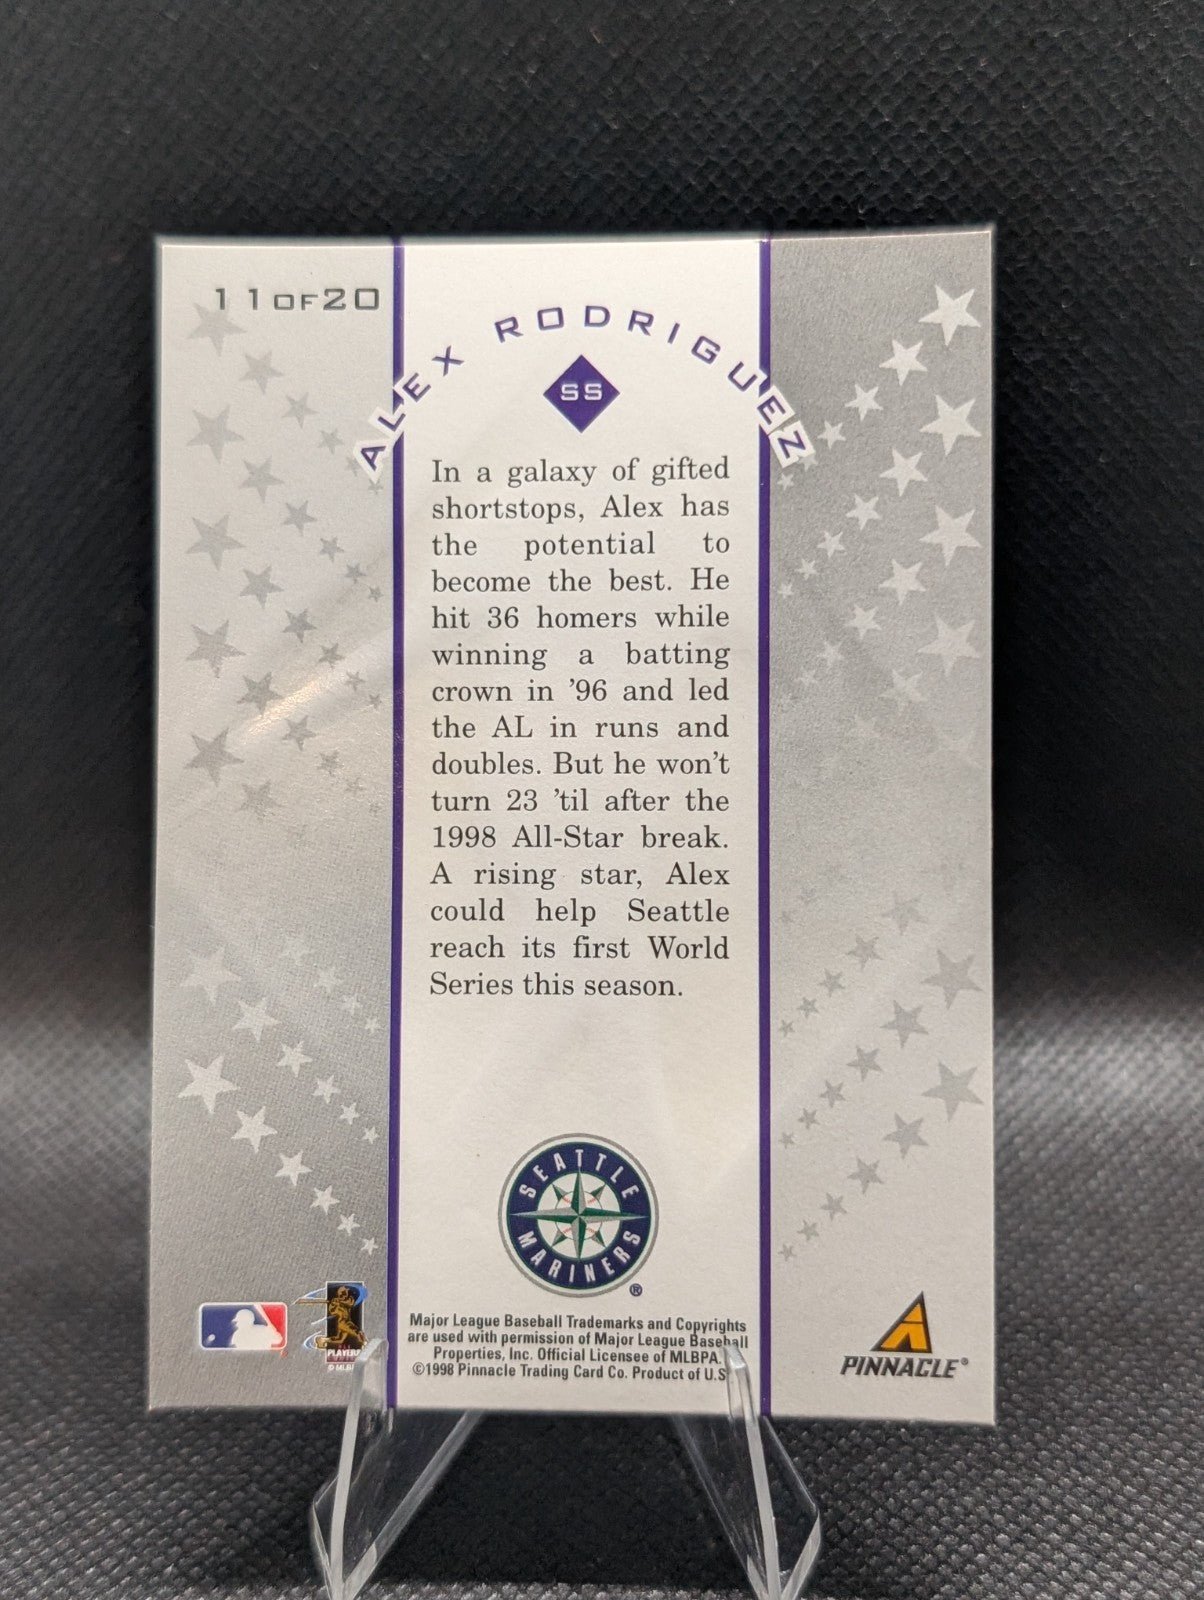 11 OF 20
ALEX RODRIGUEZ
SS
In a galaxy of gifted
shortstops, Alex has
the potential to
become the best. He
hit 36 homers while
winning a batting
crown in ’96 and led
the AL in runs and
doubles. But he won’t
turn 23 ’til after the
1998 All-Star break.
A rising star, Alex
could help Seattle
reach its first World
Series this season.
SEATTLE
MARINERS
®
Major League Baseball Trademarks and Copyrights
are used with permission of Major League Baseball
Properties, Inc. Official Licensee of MLBPA.
©1998 Pinnacle Trading Card Co. Product of U.S
PLAYERS
© MLBP
PINNACLE®